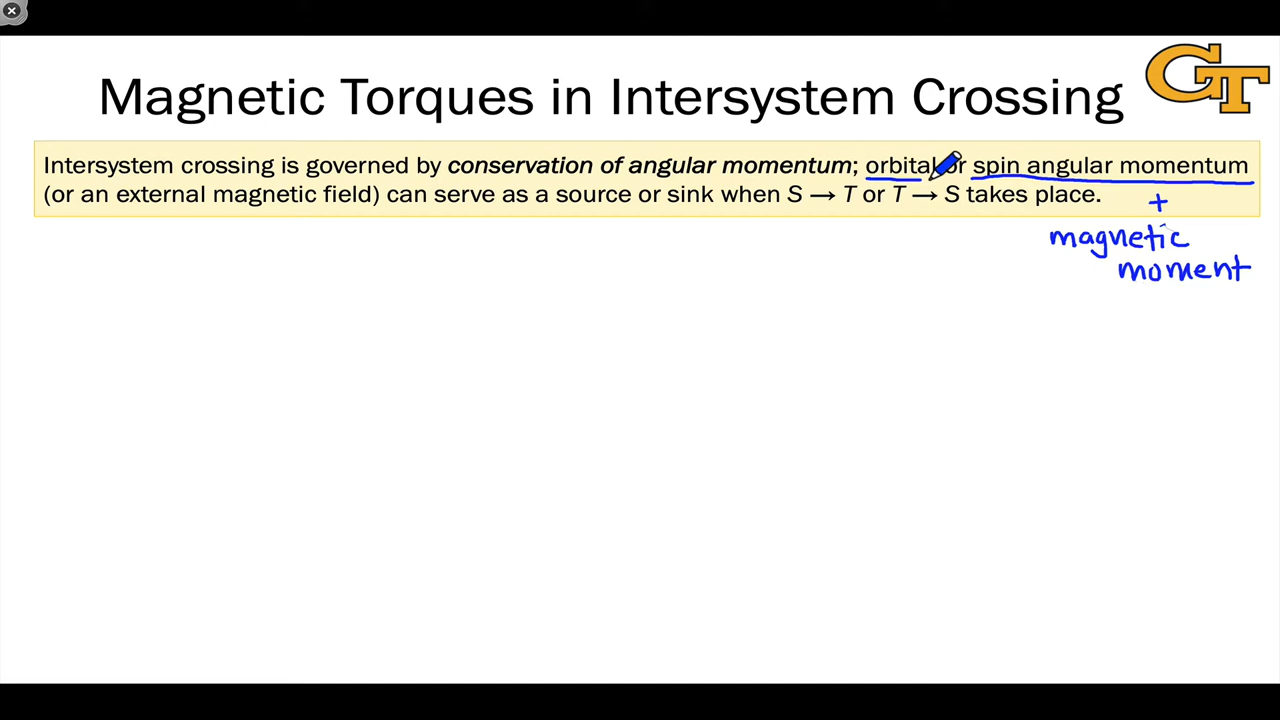 Magnetic Torques in Intersystem Crossing
GT
Intersystem crossing is governed by conservation of angular momentum; orbital or spin angular momentum
(or an external magnetic field) can serve as a source or sink when S → T or T → S takes place.
+
magnetic
moment